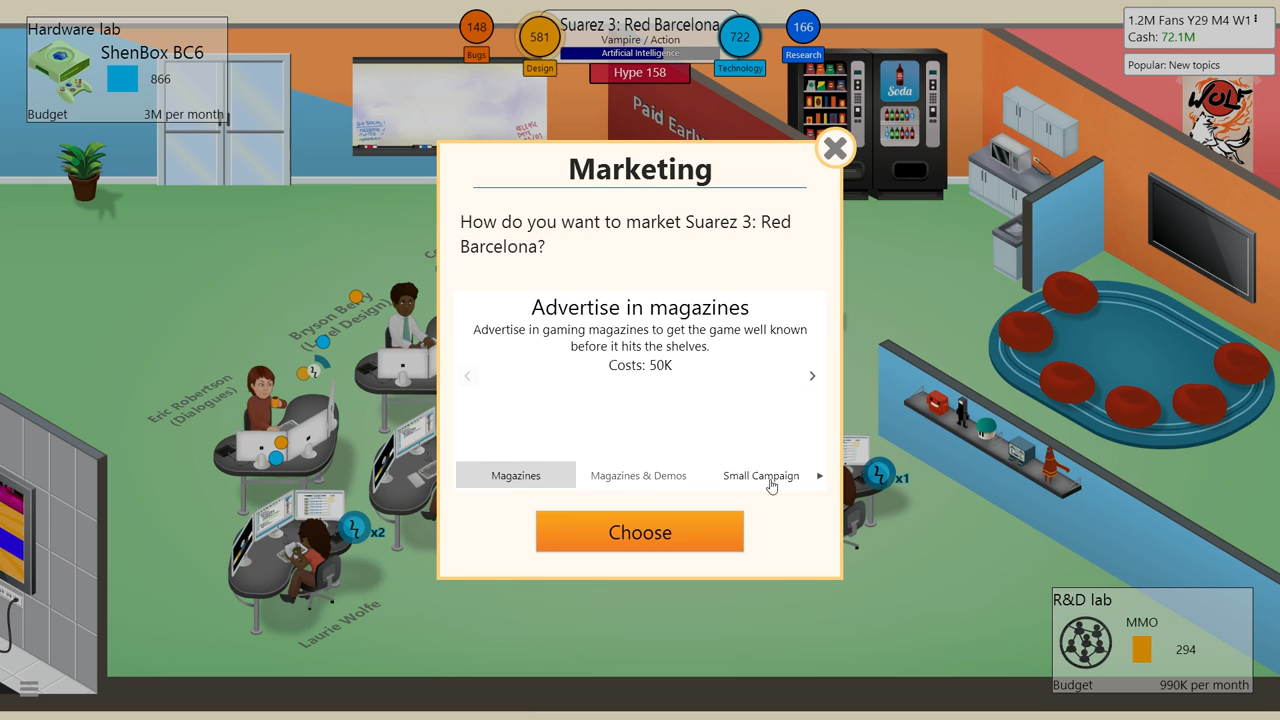 Hardware lab
ShenBox BC6
866
Budget
3M per month
148
Bugs
581
Design
Suarez 3: Red Barcelona
Vampire / Action
Artificial Intelligence
Hype 158
722
Technology
166
Research
1.2M Fans Y29 M4 W1
Cash: 72.1M
Popular: New topics
Soda
WOLF
Paid Early
Marketing
How do you want to market Suarez 3: Red
Barcelona?
Advertise in magazines
Advertise in gaming magazines to get the game well known
before it hits the shelves.
Costs: 50K
Magazines
Magazines & Demos
Small Campaign
Choose
Bryson Berry
(Level Design)
Eric Robertson
(Dialogues)
x2
Laurie Wolfe
x1
R&D lab
MMO
294
Budget
990K per month